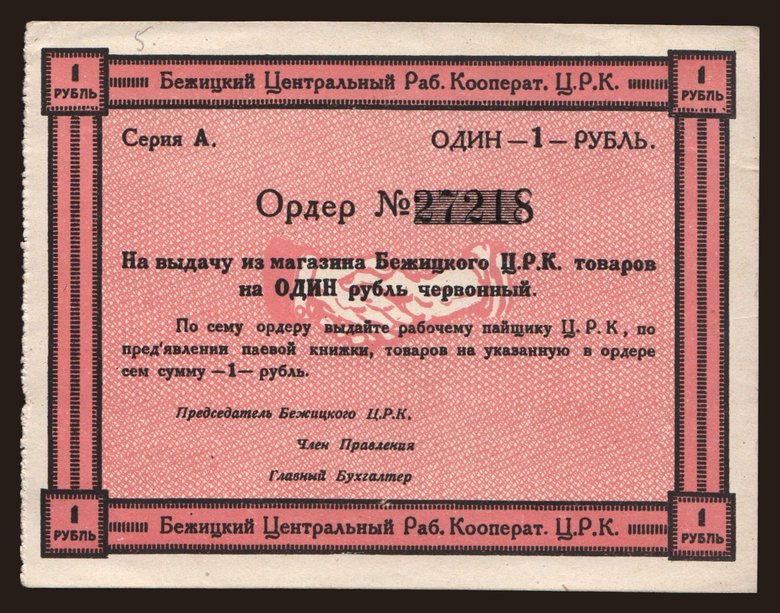 5.
1 РУБЛЬ
Бежицкий Центральный Раб. Кооперат. Ц.Р.К.
1 РУБЛЬ
Серия А.
ОДИН —1— РУБЛЬ.
Ордер № 27218
На выдачу из магазина Бежицкого Ц.Р.К. товаров
на ОДИН рубль червонный.
По сему ордеру выдайте рабочему пайщику Ц. Р. К, по
пред'явлении паевой книжки, товаров на указанную в ордере
сем сумму —1— рубль.
Председатель Бежицкого Ц.Р.К.
Член Правления
Главный Бухгалтер
1 РУБЛЬ
Бежицкий Центральный Раб. Кооперат. Ц.Р.К.
1 РУБЛЬ